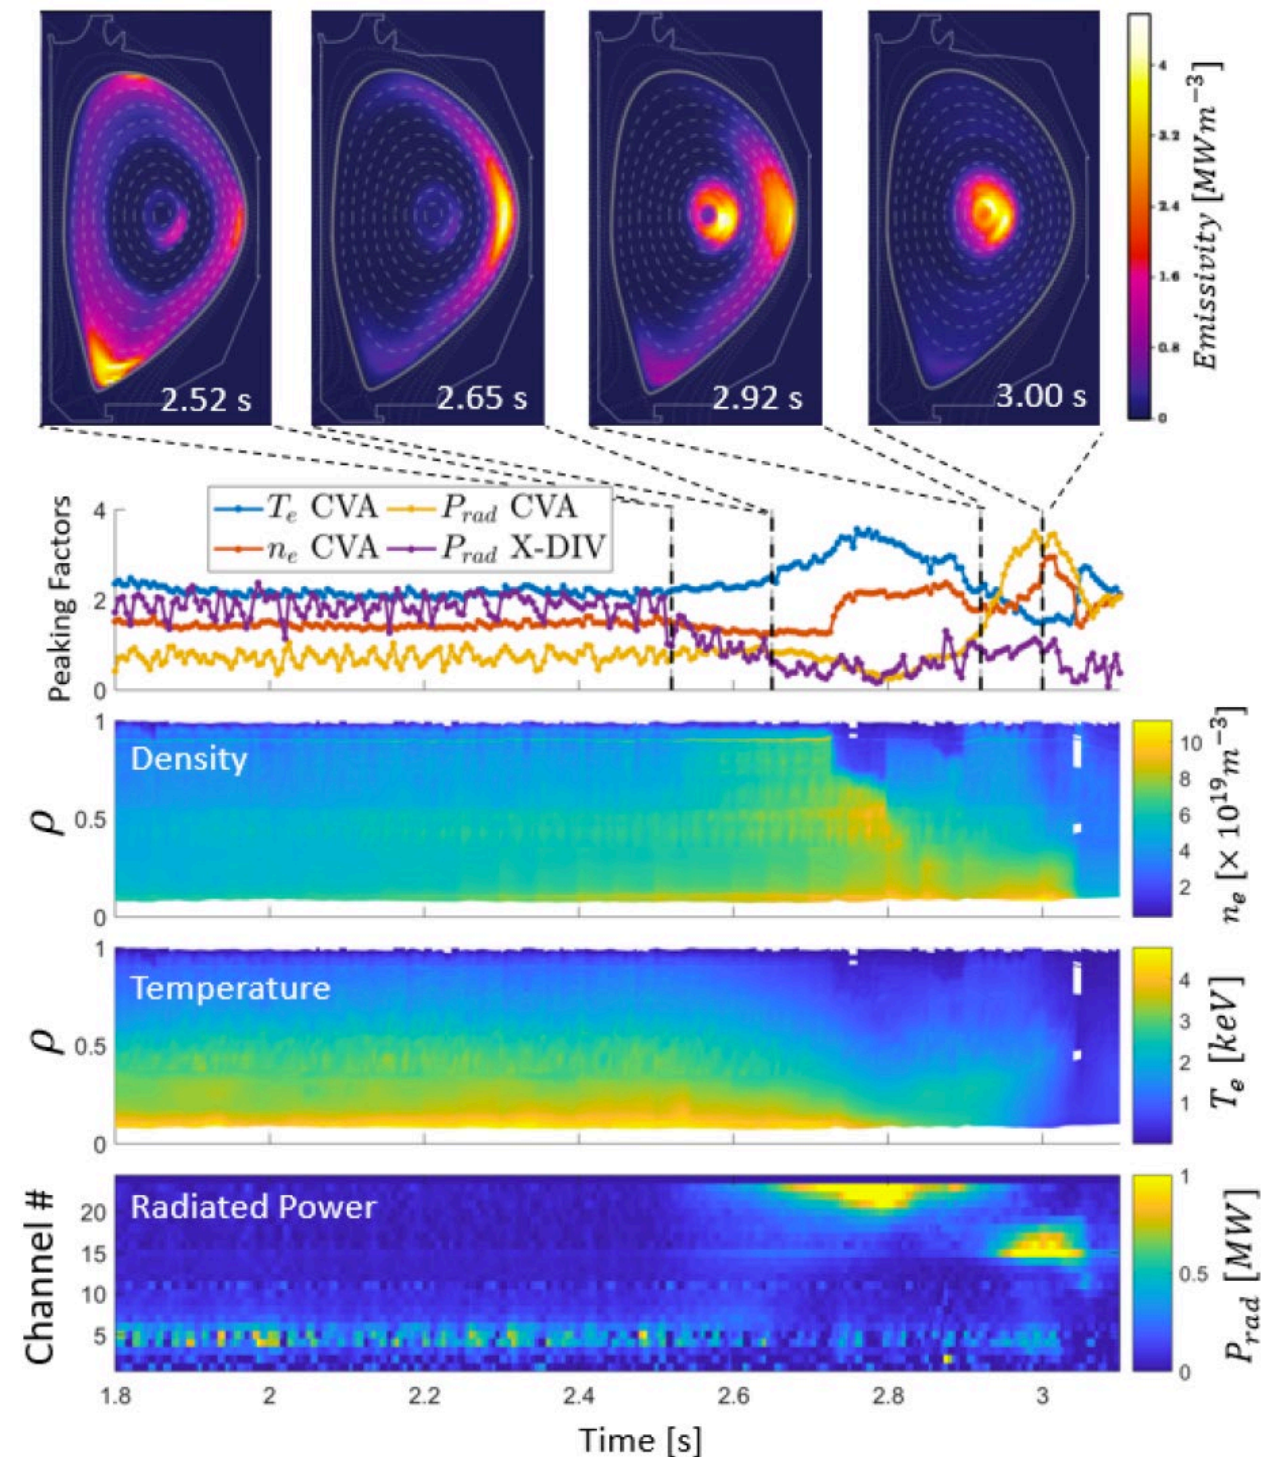 2.52 s
2.65 s
2.92 s
3.00 s
4
3.2
2.4
1.6
0.8
0
Emissivity [MWm⁻³]
Peaking Factors
4
2
0
T_e CVA
P_rad CVA
n_e CVA
P_rad X-DIV
Density
ρ
1
0.5
0
10
8
6
4
2
n_e [× 10¹⁹m⁻³]
Temperature
ρ
1
0.5
0
4
3
2
1
T_e [keV]
Radiated Power
Channel #
20
15
10
5
1
0.5
0
P_rad [MW]
1.8
2
2.2
2.4
2.6
2.8
3
Time [s]